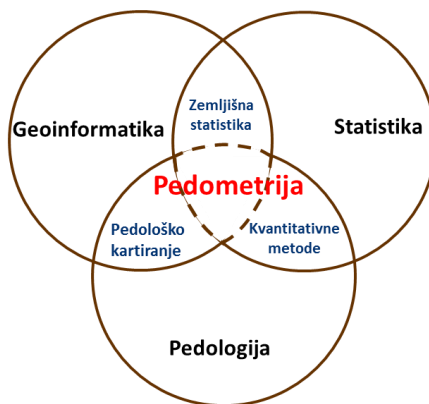 Zemljišna
statistika
Geoinformatika
Statistika
Pedometrija
Pedološko
kartiranje
Kvantitativne
metode
Pedologija